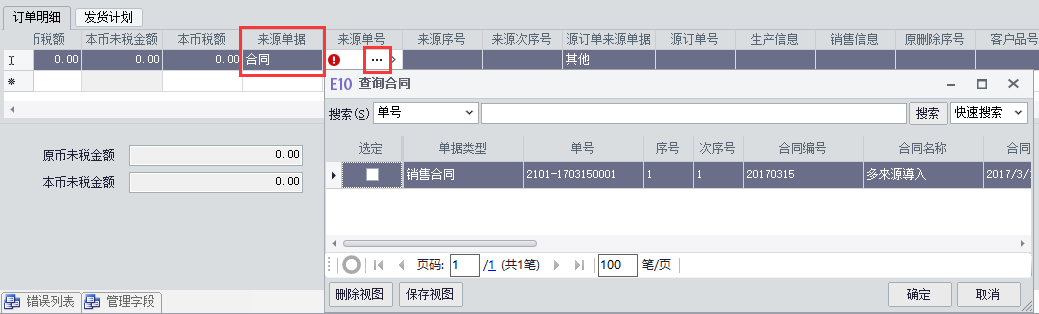 订单明细 发货计划
币税额 本币未税金额 本币税额 来源单据 来源单号 来源序号 来源次序号 源订单来源单据 源订单号 生产信息 销售信息 原删除序号 客户品号
0.00 0.00 0.00 合同 ... 其他
E10 查询合同
搜索(S) 单号 搜索 快速搜索
选定 单据类型 单号 序号 次序号 合同编号 合同名称 合同
销售合同 2101-1703150001 1 1 20170315 多來源導入 2017/3/
原币未税金额 0.00
本币未税金额 0.00
页码: 1 /1 (共1笔) 100 笔/页
删除视图 保存视图 确定 取消
错误列表 管理字段